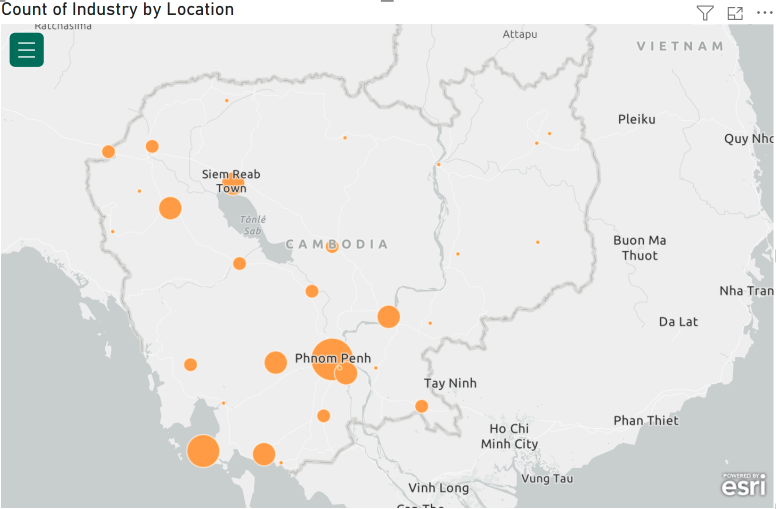 Count of Industry by Location
Ratchasima
Attapu
VIETNAM
Pleiku
Quy Nho
Siem Reab
Town
Tônlé
Sab
CAMBODIA
Buon Ma
Thuot
Nha Tran
Da Lat
Phnom Penh
Tay Ninh
Phan Thiet
Ho Chi
Minh City
Vung Tau
POWERED BY
esri
Vinh Long
Can Tho